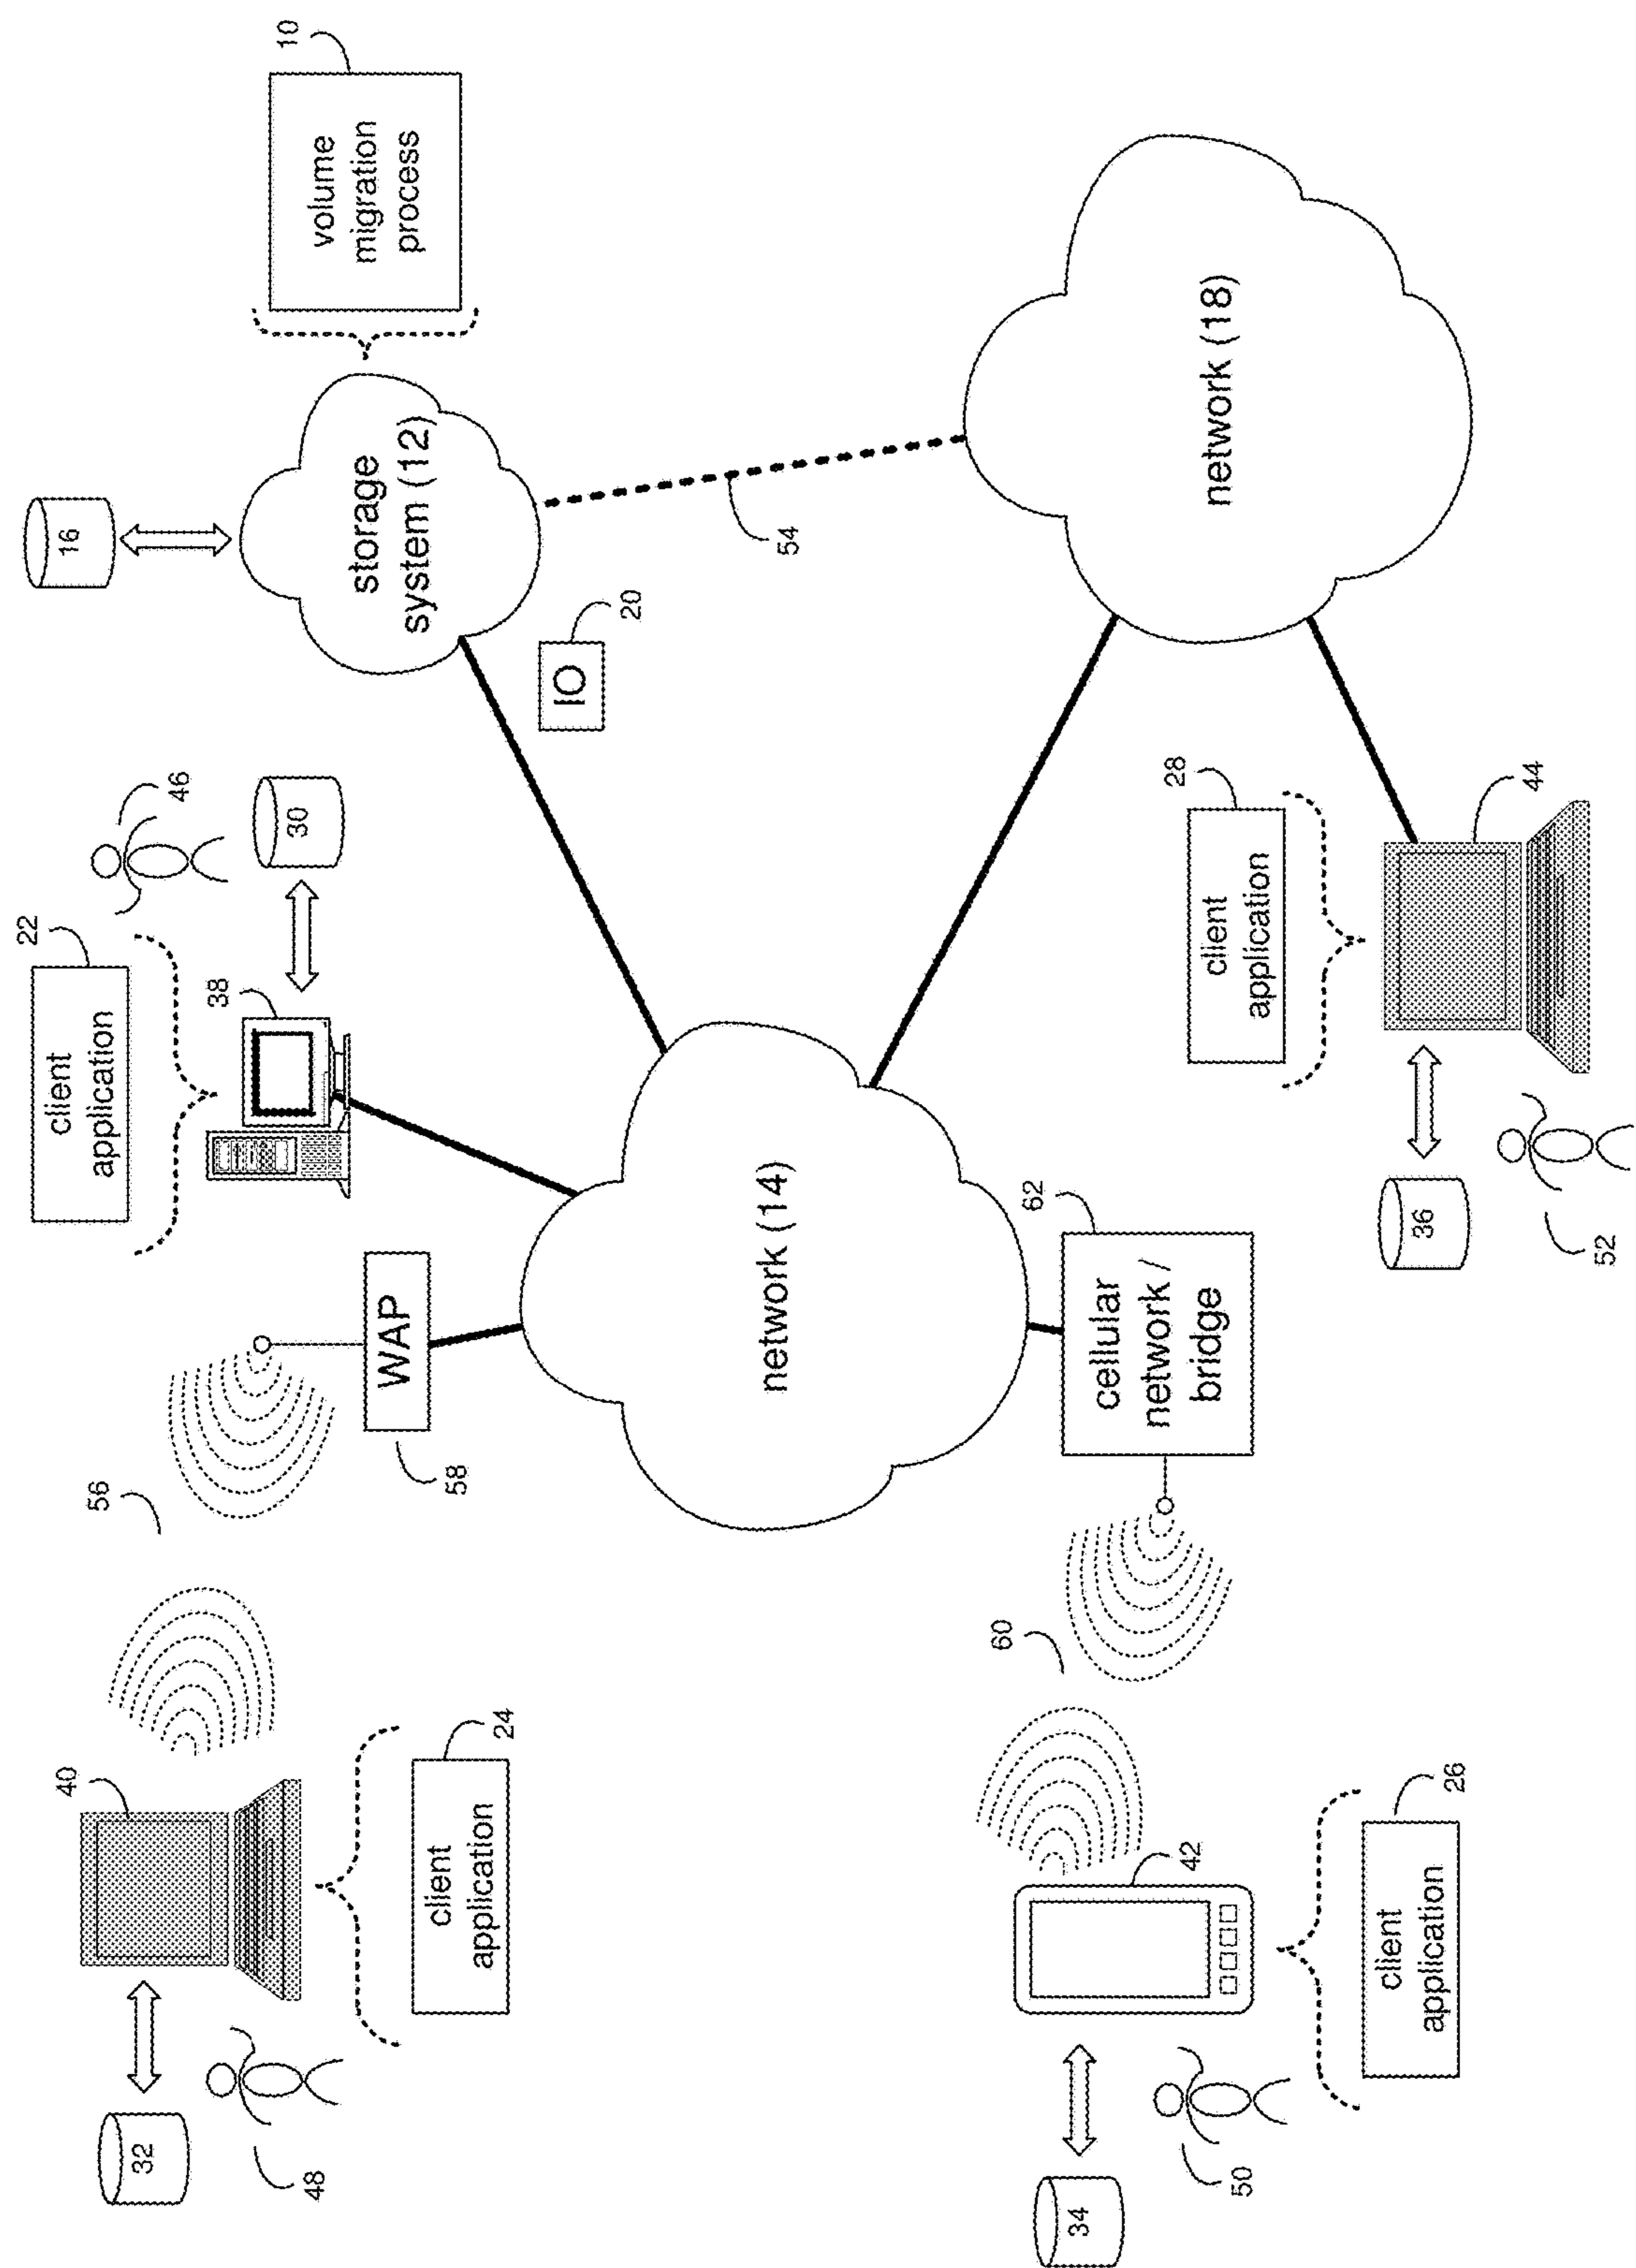 32
48
40
client
application
24
56
58
WAP
client
application
22
38
46
30
16
storage
system (12)
10
volume
migration
process
IO
20
54
network (14)
network (18)
34
50
42
client
application
26
60
62
cellular
network /
bridge
36
52
client
application
28
44